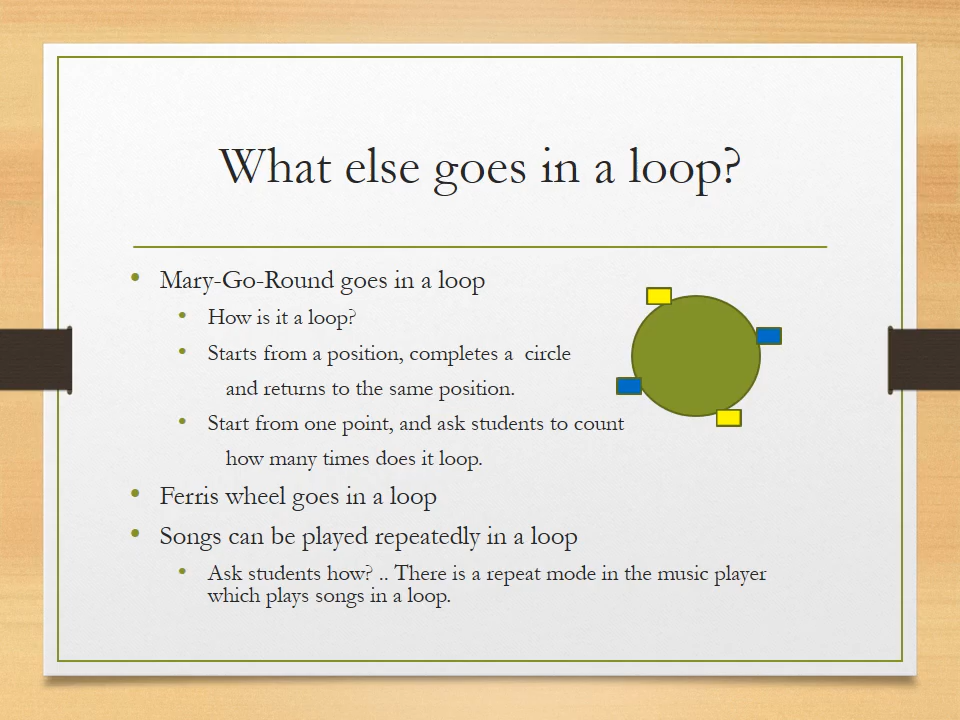 What else goes in a loop?
• Mary-Go-Round goes in a loop
• How is it a loop?
• Starts from a position, completes a  circle
and returns to the same position.
• Start from one point, and ask students to count
how many times does it loop.
• Ferris wheel goes in a loop
• Songs can be played repeatedly in a loop
• Ask students how? .. There is a repeat mode in the music player
which plays songs in a loop.